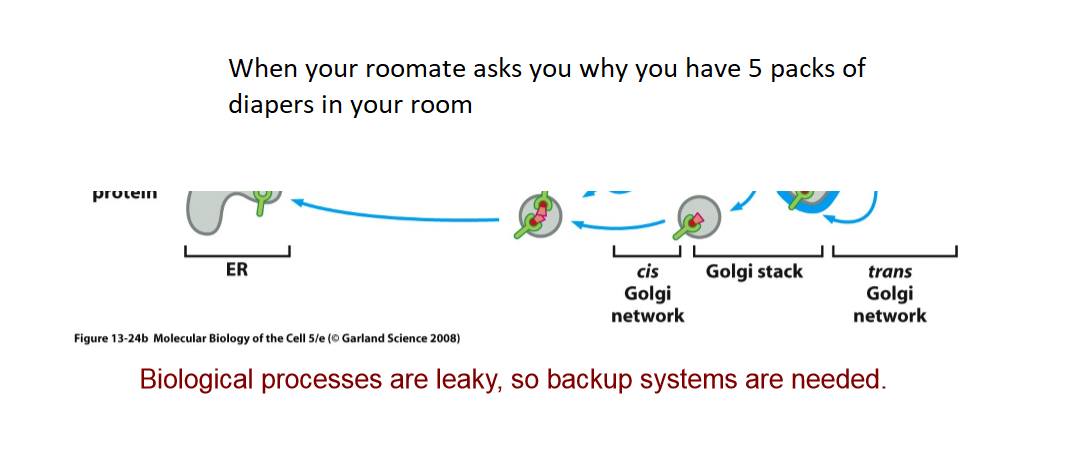 When your roomate asks you why you have 5 packs of
diapers in your room
protein
ER
cis
Golgi
network
Golgi stack
trans
Golgi
network
Figure 13-24b Molecular Biology of the Cell 5/e (© Garland Science 2008)
Biological processes are leaky, so backup systems are needed.